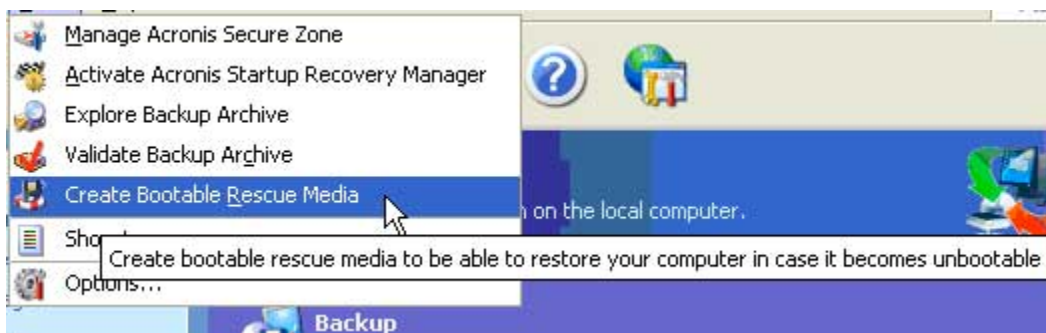 Manage Acronis Secure Zone
Activate Acronis Startup Recovery Manager
Explore Backup Archive
Validate Backup Archive
Create Bootable Rescue Media
on the local computer.
Create bootable rescue media to be able to restore your computer in case it becomes unbootable
Options...
Backup